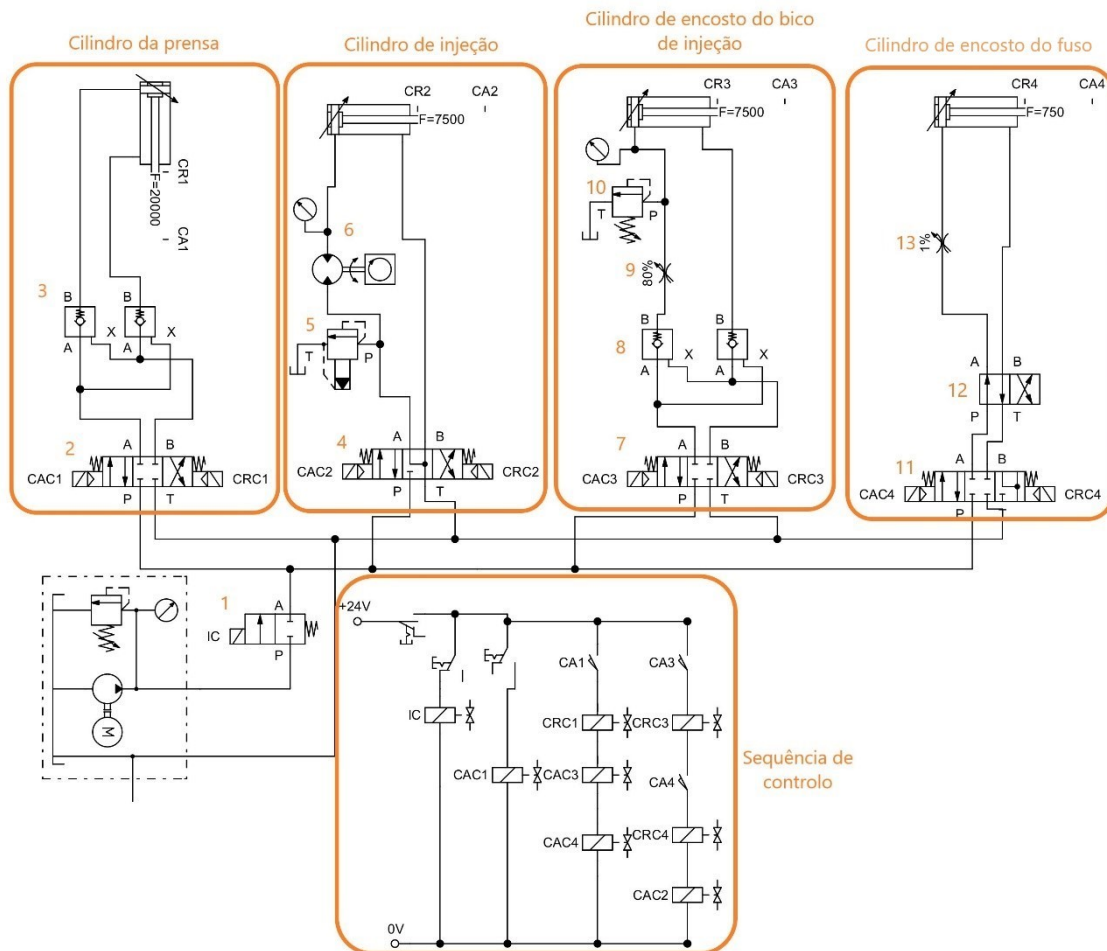 Cilindro da prensa
Cilindro de injeção
Cilindro de encosto do bico
de injeção
Cilindro de encosto do fuso
CR1
F=20000
CA1
3
B
B
A
X
A
X
2
A
B
CAC1
CRC1
P
T
CR2
CA2
F=7500
6
5
T
P
4
A
B
CAC2
CRC2
P
T
CR3
CA3
F=7500
10
T
P
9
80%
8
B
B
A
X
A
X
7
A
B
CAC3
CRC3
P
T
CR4
CA4
F=750
13
1%
A
B
12
P
T
11
A
B
CAC4
CRC4
P
T
1
A
IC
P
M
+24V
CA1
CA3
IC
CRC1
CRC3
CAC1
CAC3
CA4
CAC4
CRC4
CAC2
0V
Sequência de
controlo